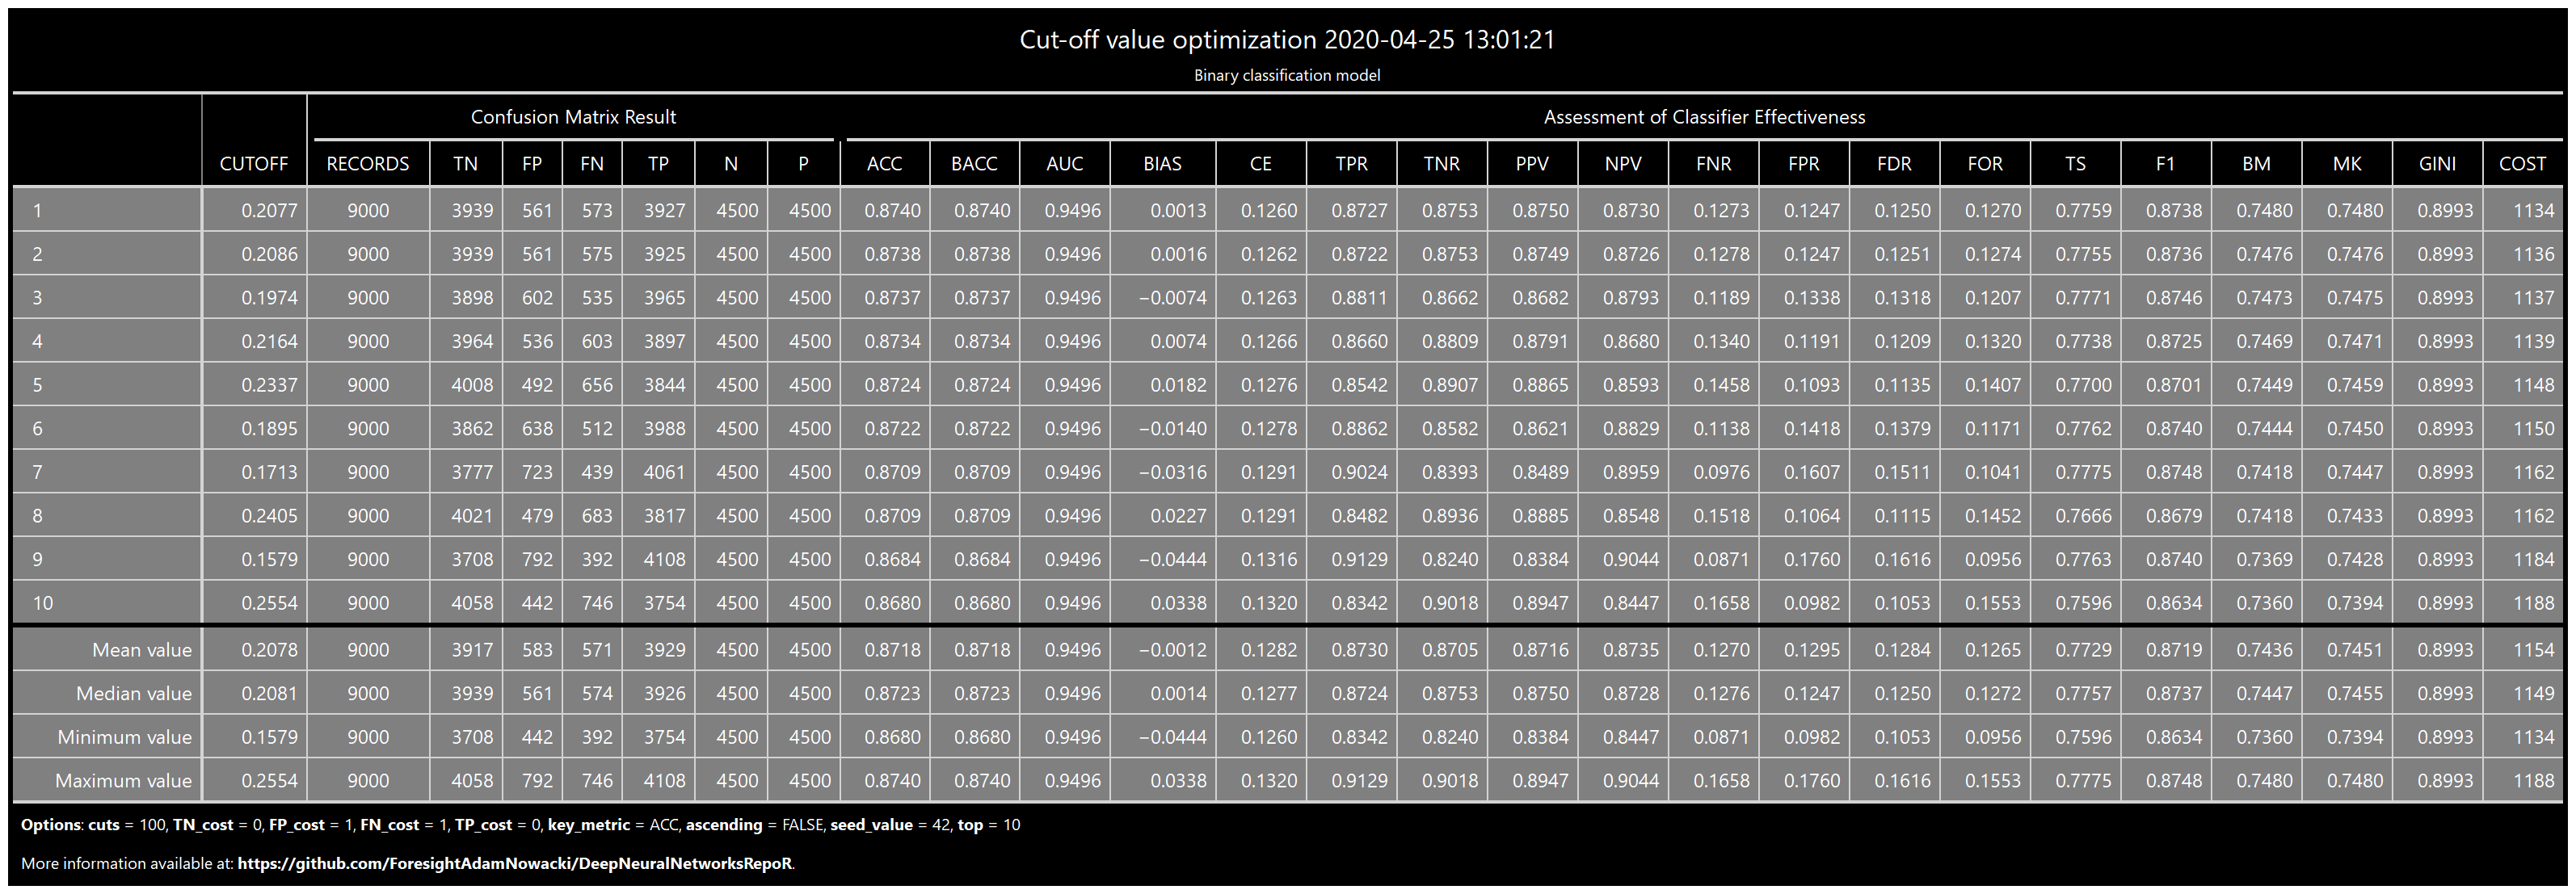 Cut-off value optimization 2020-04-25 13:01:21
Binary classification model
Confusion Matrix Result Assessment of Classifier Effectiveness
CUTOFF RECORDS TN FP FN TP N P ACC BACC AUC BIAS CE TPR TNR PPV NPV FNR FPR FDR FOR TS F1 BM MK GINI COST
1 0.2077 9000 3939 561 573 3927 4500 4500 0.8740 0.8740 0.9496 0.0013 0.1260 0.8727 0.8753 0.8750 0.8730 0.1273 0.1247 0.1250 0.1270 0.7759 0.8738 0.7480 0.7480 0.8993 1134
2 0.2086 9000 3939 561 575 3925 4500 4500 0.8738 0.8738 0.9496 0.0016 0.1262 0.8722 0.8753 0.8749 0.8726 0.1278 0.1247 0.1251 0.1274 0.7755 0.8736 0.7476 0.7476 0.8993 1136
3 0.1974 9000 3898 602 535 3965 4500 4500 0.8737 0.8737 0.9496 −0.0074 0.1263 0.8811 0.8662 0.8682 0.8793 0.1189 0.1338 0.1318 0.1207 0.7771 0.8746 0.7473 0.7475 0.8993 1137
4 0.2164 9000 3964 536 603 3897 4500 4500 0.8734 0.8734 0.9496 0.0074 0.1266 0.8660 0.8809 0.8791 0.8680 0.1340 0.1191 0.1209 0.1320 0.7738 0.8725 0.7469 0.7471 0.8993 1139
5 0.2337 9000 4008 492 656 3844 4500 4500 0.8724 0.8724 0.9496 0.0182 0.1276 0.8542 0.8907 0.8865 0.8593 0.1458 0.1093 0.1135 0.1407 0.7700 0.8701 0.7449 0.7459 0.8993 1148
6 0.1895 9000 3862 638 512 3988 4500 4500 0.8722 0.8722 0.9496 −0.0140 0.1278 0.8862 0.8582 0.8621 0.8829 0.1138 0.1418 0.1379 0.1171 0.7762 0.8740 0.7444 0.7450 0.8993 1150
7 0.1713 9000 3777 723 439 4061 4500 4500 0.8709 0.8709 0.9496 −0.0316 0.1291 0.9024 0.8393 0.8489 0.8959 0.0976 0.1607 0.1511 0.1041 0.7775 0.8748 0.7418 0.7447 0.8993 1162
8 0.2405 9000 4021 479 683 3817 4500 4500 0.8709 0.8709 0.9496 0.0227 0.1291 0.8482 0.8936 0.8885 0.8548 0.1518 0.1064 0.1115 0.1452 0.7666 0.8679 0.7418 0.7433 0.8993 1162
9 0.1579 9000 3708 792 392 4108 4500 4500 0.8684 0.8684 0.9496 −0.0444 0.1316 0.9129 0.8240 0.8384 0.9044 0.0871 0.1760 0.1616 0.0956 0.7763 0.8740 0.7369 0.7428 0.8993 1184
10 0.2554 9000 4058 442 746 3754 4500 4500 0.8680 0.8680 0.9496 0.0338 0.1320 0.8342 0.9018 0.8947 0.8447 0.1658 0.0982 0.1053 0.1553 0.7596 0.8634 0.7360 0.7394 0.8993 1188
Mean value 0.2078 9000 3917 583 571 3929 4500 4500 0.8718 0.8718 0.9496 −0.0012 0.1282 0.8730 0.8705 0.8716 0.8735 0.1270 0.1295 0.1284 0.1265 0.7729 0.8719 0.7436 0.7451 0.8993 1154
Median value 0.2081 9000 3939 561 574 3926 4500 4500 0.8723 0.8723 0.9496 0.0014 0.1277 0.8724 0.8753 0.8750 0.8728 0.1276 0.1247 0.1250 0.1272 0.7757 0.8737 0.7447 0.7455 0.8993 1149
Minimum value 0.1579 9000 3708 442 392 3754 4500 4500 0.8680 0.8680 0.9496 −0.0444 0.1260 0.8342 0.8240 0.8384 0.8447 0.0871 0.0982 0.1053 0.0956 0.7596 0.8634 0.7360 0.7394 0.8993 1134
Maximum value 0.2554 9000 4058 792 746 4108 4500 4500 0.8740 0.8740 0.9496 0.0338 0.1320 0.9129 0.9018 0.8947 0.9044 0.1658 0.1760 0.1616 0.1553 0.7775 0.8748 0.7480 0.7480 0.8993 1188
Options: cuts = 100, TN_cost = 0, FP_cost = 1, FN_cost = 1, TP_cost = 0, key_metric = ACC, ascending = FALSE, seed_value = 42, top = 10
More information available at: https://github.com/ForesightAdamNowacki/DeepNeuralNetworksRepoR.